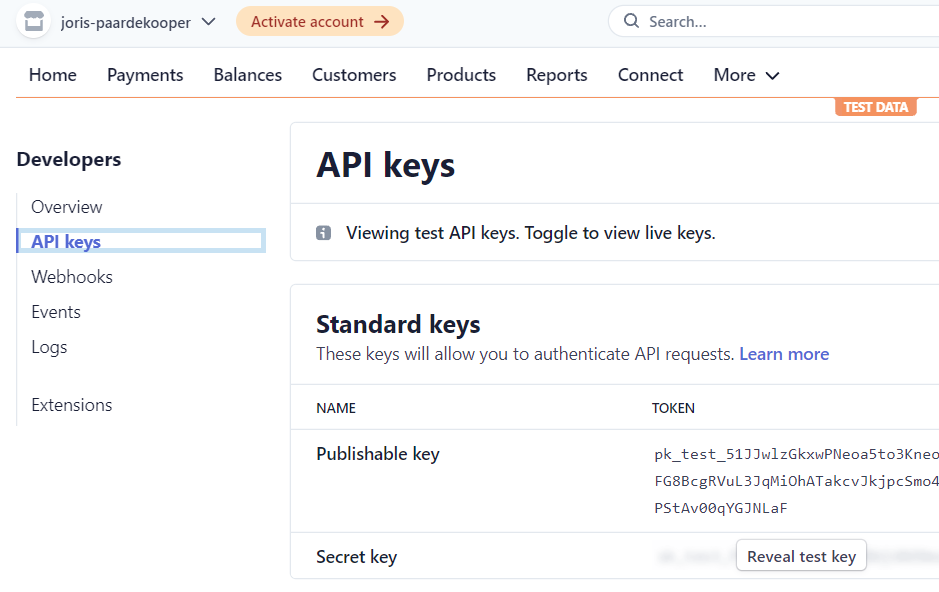 joris-paardekooper
Activate account →
Search...
Home Payments Balances Customers Products Reports Connect More
TEST DATA
Developers
Overview
API keys
Webhooks
Events
Logs
Extensions
API keys
Viewing test API keys. Toggle to view live keys.
Standard keys
These keys will allow you to authenticate API requests. Learn more
NAME TOKEN
Publishable key
pk_test_51JJwlzGkxwPNeoa5to3Kneo
FG8BcgRVuL3JqMiOhATakcvJkjpcSmo4
PStAv00qYGJNLaF
Secret key Reveal test key